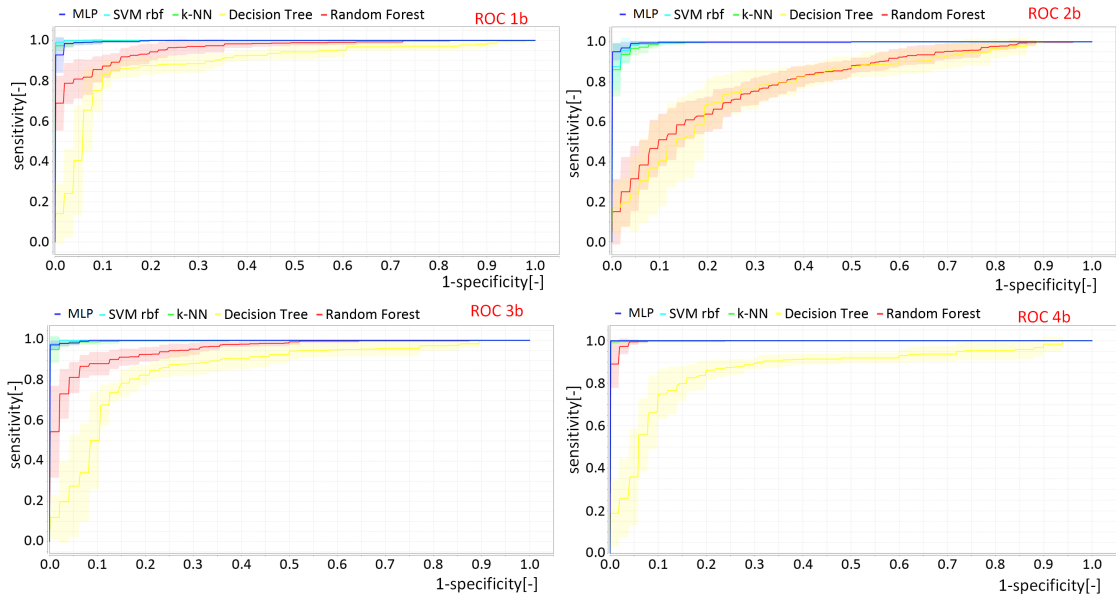 MLP SVM rbf k-NN Decision Tree Random Forest ROC 1b
sensitivity[-]
1.0
0.8
0.6
0.4
0.2
0.0
0.0 0.1 0.2 0.3 0.4 0.5 0.6 0.7 0.8 0.9 1.0
1-specificity[-]
MLP SVM rbf k-NN Decision Tree Random Forest ROC 2b
sensitivity[-]
1.0
0.8
0.6
0.4
0.2
0.0
0.0 0.1 0.2 0.3 0.4 0.5 0.6 0.7 0.8 0.9 1.0
1-specificity[-]
MLP SVM rbf k-NN Decision Tree Random Forest ROC 3b
sensitivity[-]
1.0
0.8
0.6
0.4
0.2
0.0
0.0 0.1 0.2 0.3 0.4 0.5 0.6 0.7 0.8 0.9 1.0
1-specificity[-]
MLP SVM rbf k-NN Decision Tree Random Forest ROC 4b
sensitivity[-]
1.0
0.8
0.6
0.4
0.2
0.0
0.0 0.1 0.2 0.3 0.4 0.5 0.6 0.7 0.8 0.9 1.0
1-specificity[-]